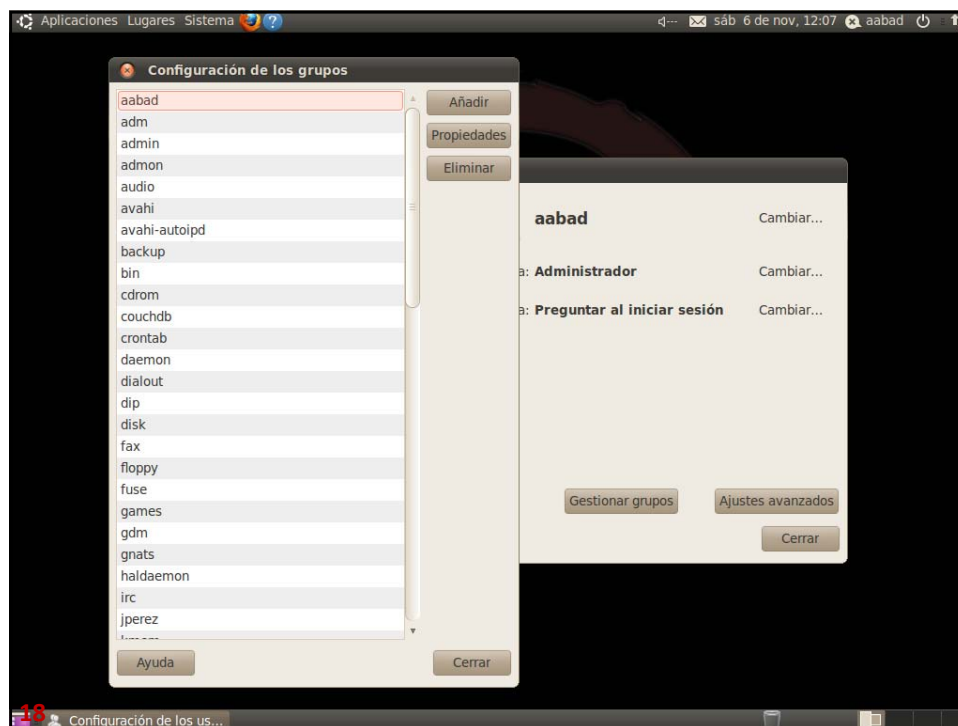 Aplicaciones Lugares Sistema
sáb 6 de nov, 12:07 aabad
Configuración de los grupos
aabad
adm
admin
admon
audio
avahi
avahi-autoipd
backup
bin
cdrom
couchdb
crontab
daemon
dialout
dip
disk
fax
floppy
fuse
games
gdm
gnats
haldaemon
irc
jperez
Añadir
Propiedades
Eliminar
Ayuda
Cerrar
aabad Cambiar...
a: Administrador Cambiar...
a: Preguntar al iniciar sesión Cambiar...
Gestionar grupos
Ajustes avanzados
Cerrar
18
Configuración de los us...